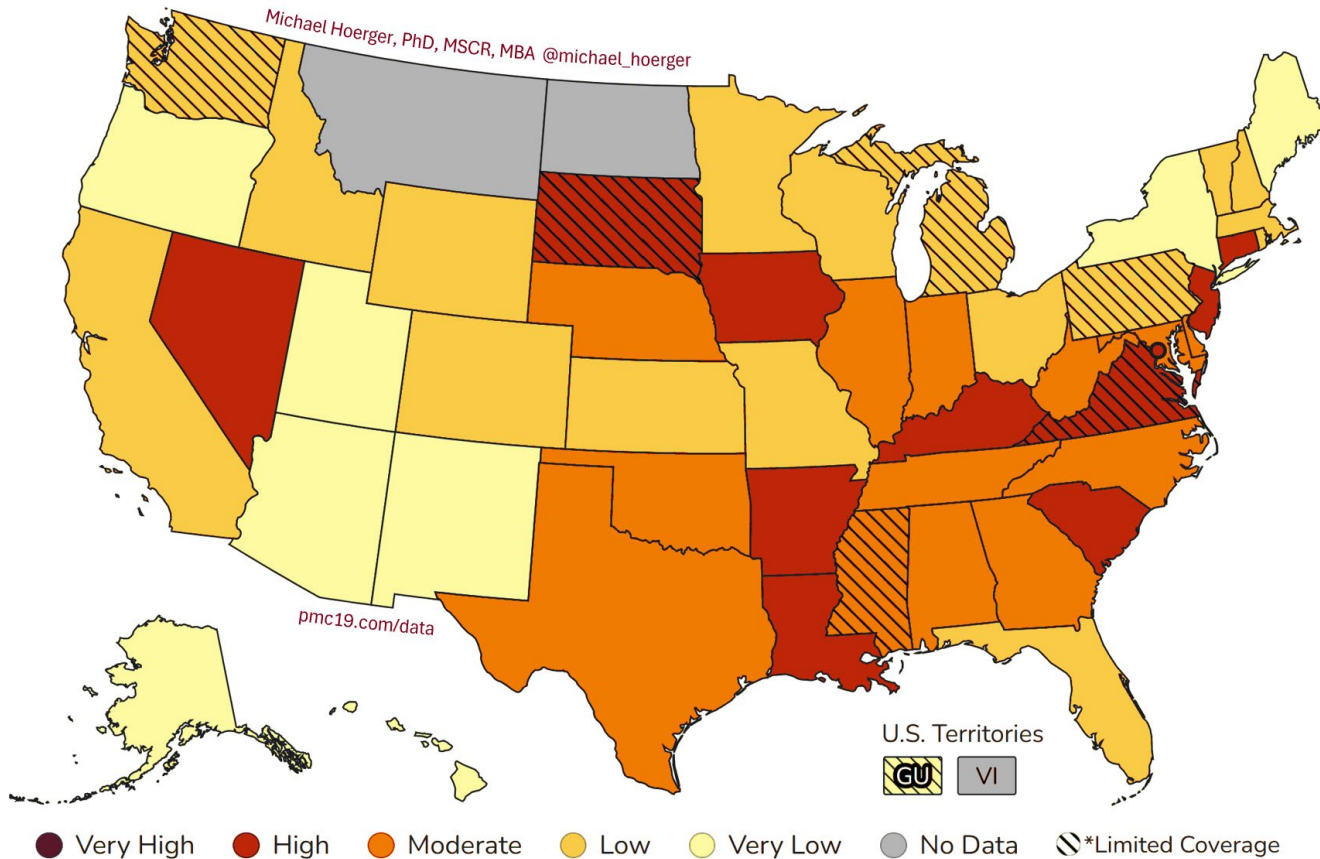 Michael Hoerger, PhD, MSCR, MBA @michael_hoerger
pmc19.com/data
U.S. Territories
GU VI
Very High High Moderate Low Very Low No Data *Limited Coverage